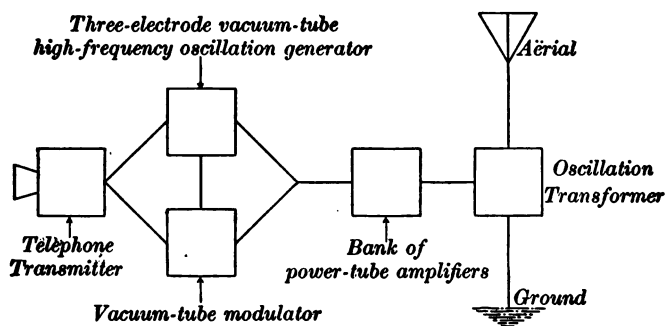 Three-electrode vacuum-tube
high-frequency oscillation generator
Aërial
Telephone
Transmitter
Vacuum-tube modulator
Bank of
power-tube amplifiers
Oscillation
Transformer
Ground